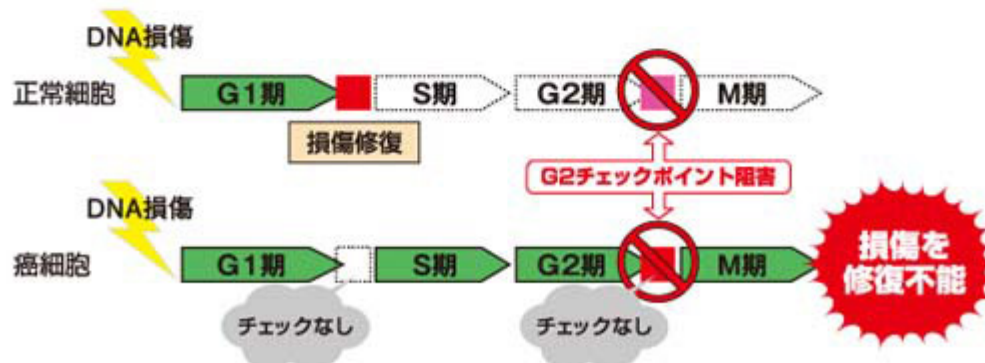 DNA損傷
正常細胞
G1期
S期
G2期
M期
損傷修復
G2チェックポイント阻害
DNA損傷
癌細胞
G1期
S期
G2期
M期
損傷を
修復不能
チェックなし
チェックなし